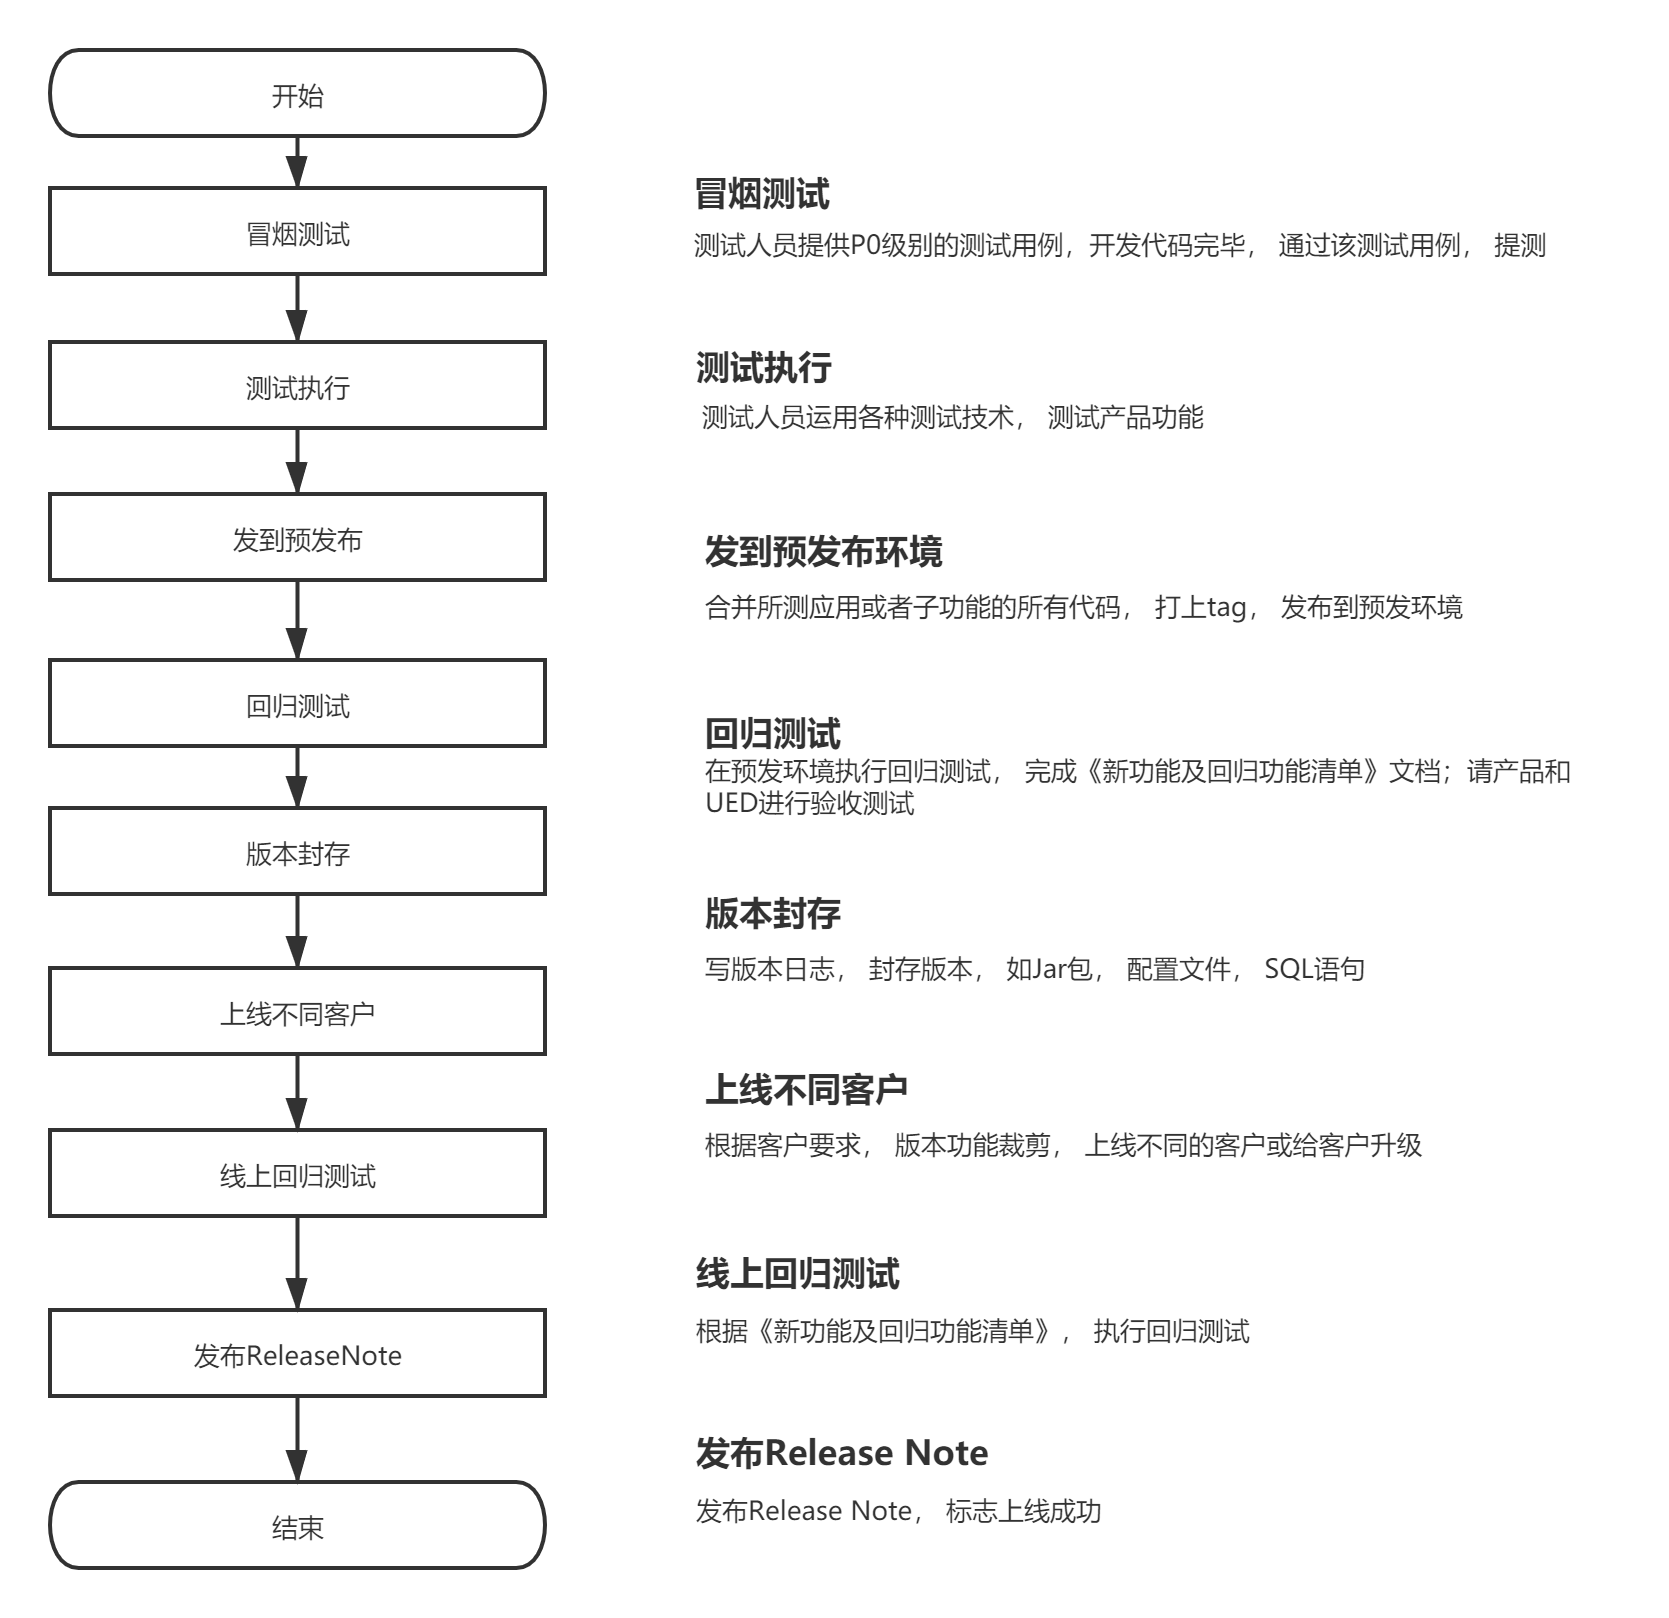 开始
冒烟测试
测试执行
发到预发布
回归测试
版本封存
上线不同客户
线上回归测试
发布ReleaseNote
结束
冒烟测试
测试人员提供P0级别的测试用例，开发代码完毕， 通过该测试用例， 提测
测试执行
测试人员运用各种测试技术， 测试产品功能
发到预发布环境
合并所测应用或者子功能的所有代码， 打上tag， 发布到预发环境
回归测试
在预发环境执行回归测试， 完成《新功能及回归功能清单》文档；请产品和
UED进行验收测试
版本封存
写版本日志， 封存版本， 如Jar包， 配置文件， SQL语句
上线不同客户
根据客户要求， 版本功能裁剪， 上线不同的客户或给客户升级
线上回归测试
根据《新功能及回归功能清单》， 执行回归测试
发布Release Note
发布Release Note， 标志上线成功